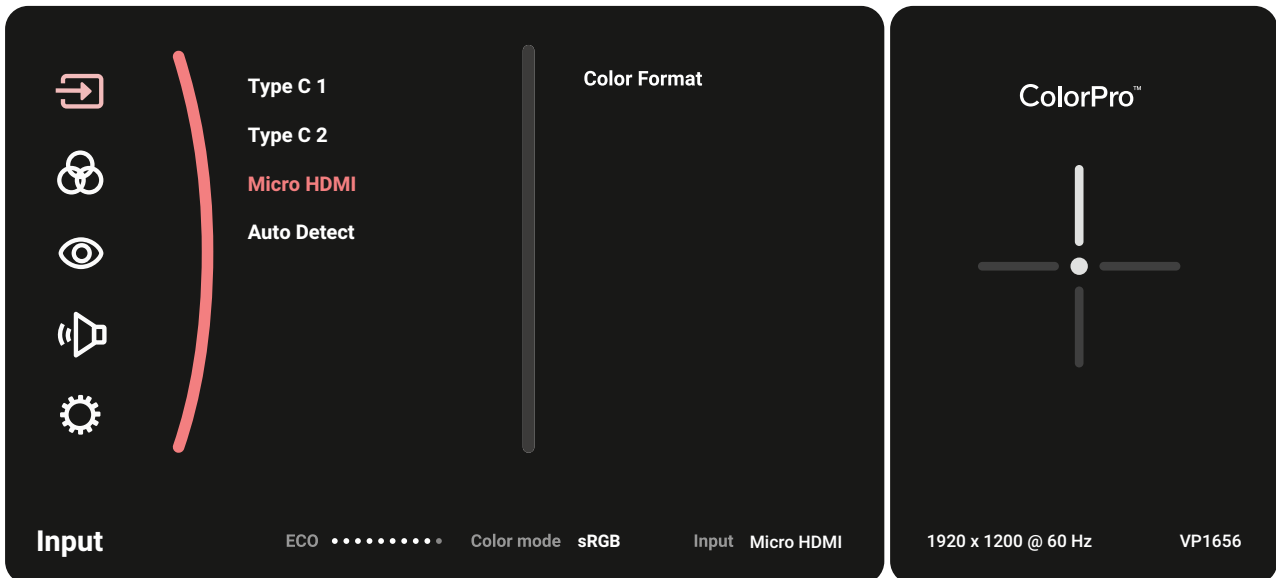 Type C 1
Type C 2
Micro HDMI
Auto Detect
Color Format
Input
ECO
Color mode sRGB
Input Micro HDMI
ColorPro™
1920 x 1200 @ 60 Hz
VP1656